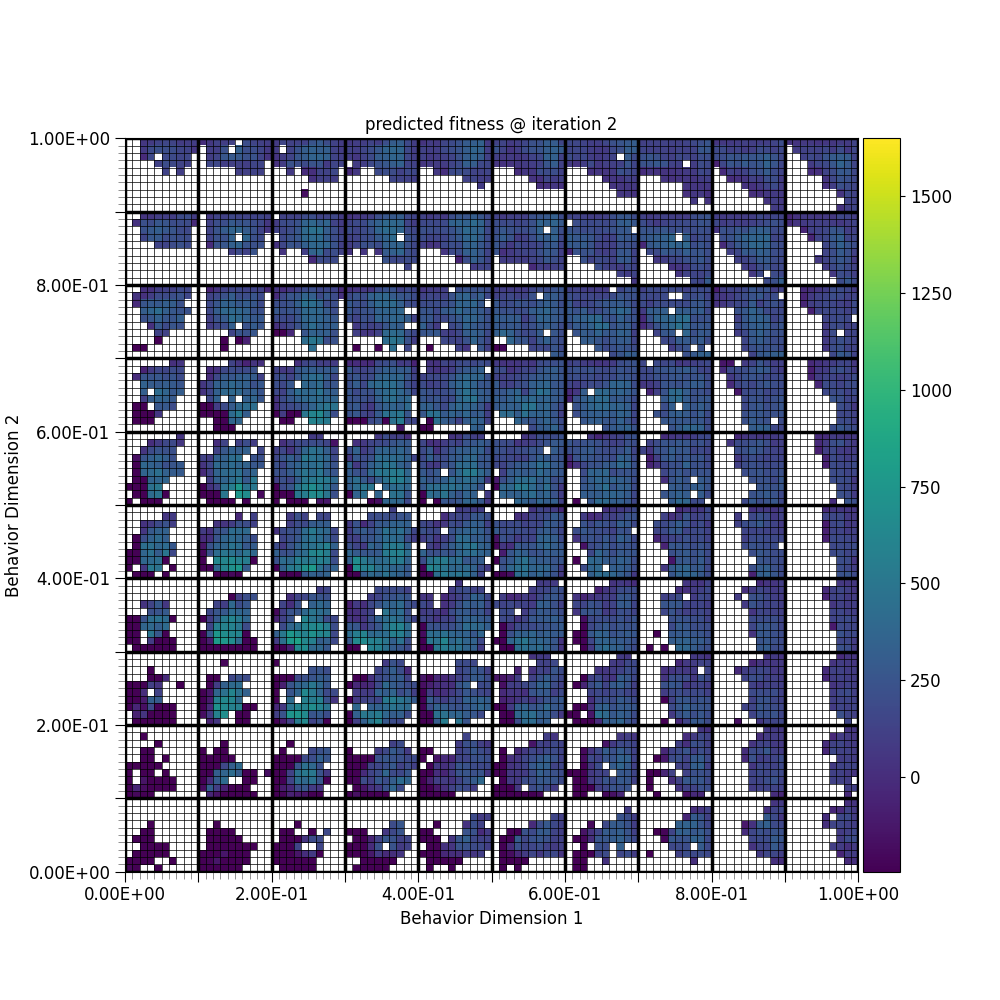 predicted fitness @ iteration 2
1.00E+00
8.00E-01
6.00E-01
4.00E-01
2.00E-01
0.00E+00
Behavior Dimension 2
0.00E+00 2.00E-01 4.00E-01 6.00E-01 8.00E-01 1.00E+00
Behavior Dimension 1
1500
1250
1000
750
500
250
0